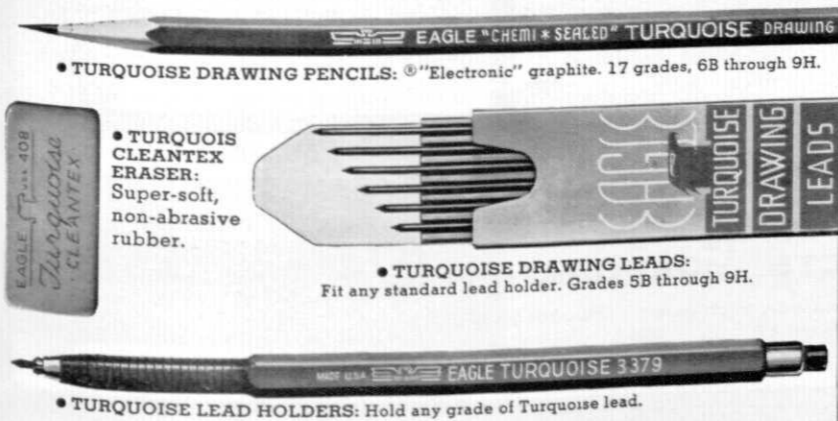 EAGLE "CHEMI * SEALED" TURQUOISE DRAWING
• TURQUOISE DRAWING PENCILS: ®"Electronic" graphite. 17 grades, 6B through 9H.
EAGLE 408
Turquoise
CLEANTEX
• TURQUOIS
CLEANTEX
ERASER:
Super-soft,
non-abrasive
rubber.
EAGLE
TURQUOISE
DRAWING
LEADS
• TURQUOISE DRAWING LEADS:
Fit any standard lead holder. Grades 5B through 9H.
MADE U.S.A. EAGLE TURQUOISE 3379
• TURQUOISE LEAD HOLDERS: Hold any grade of Turquoise lead.